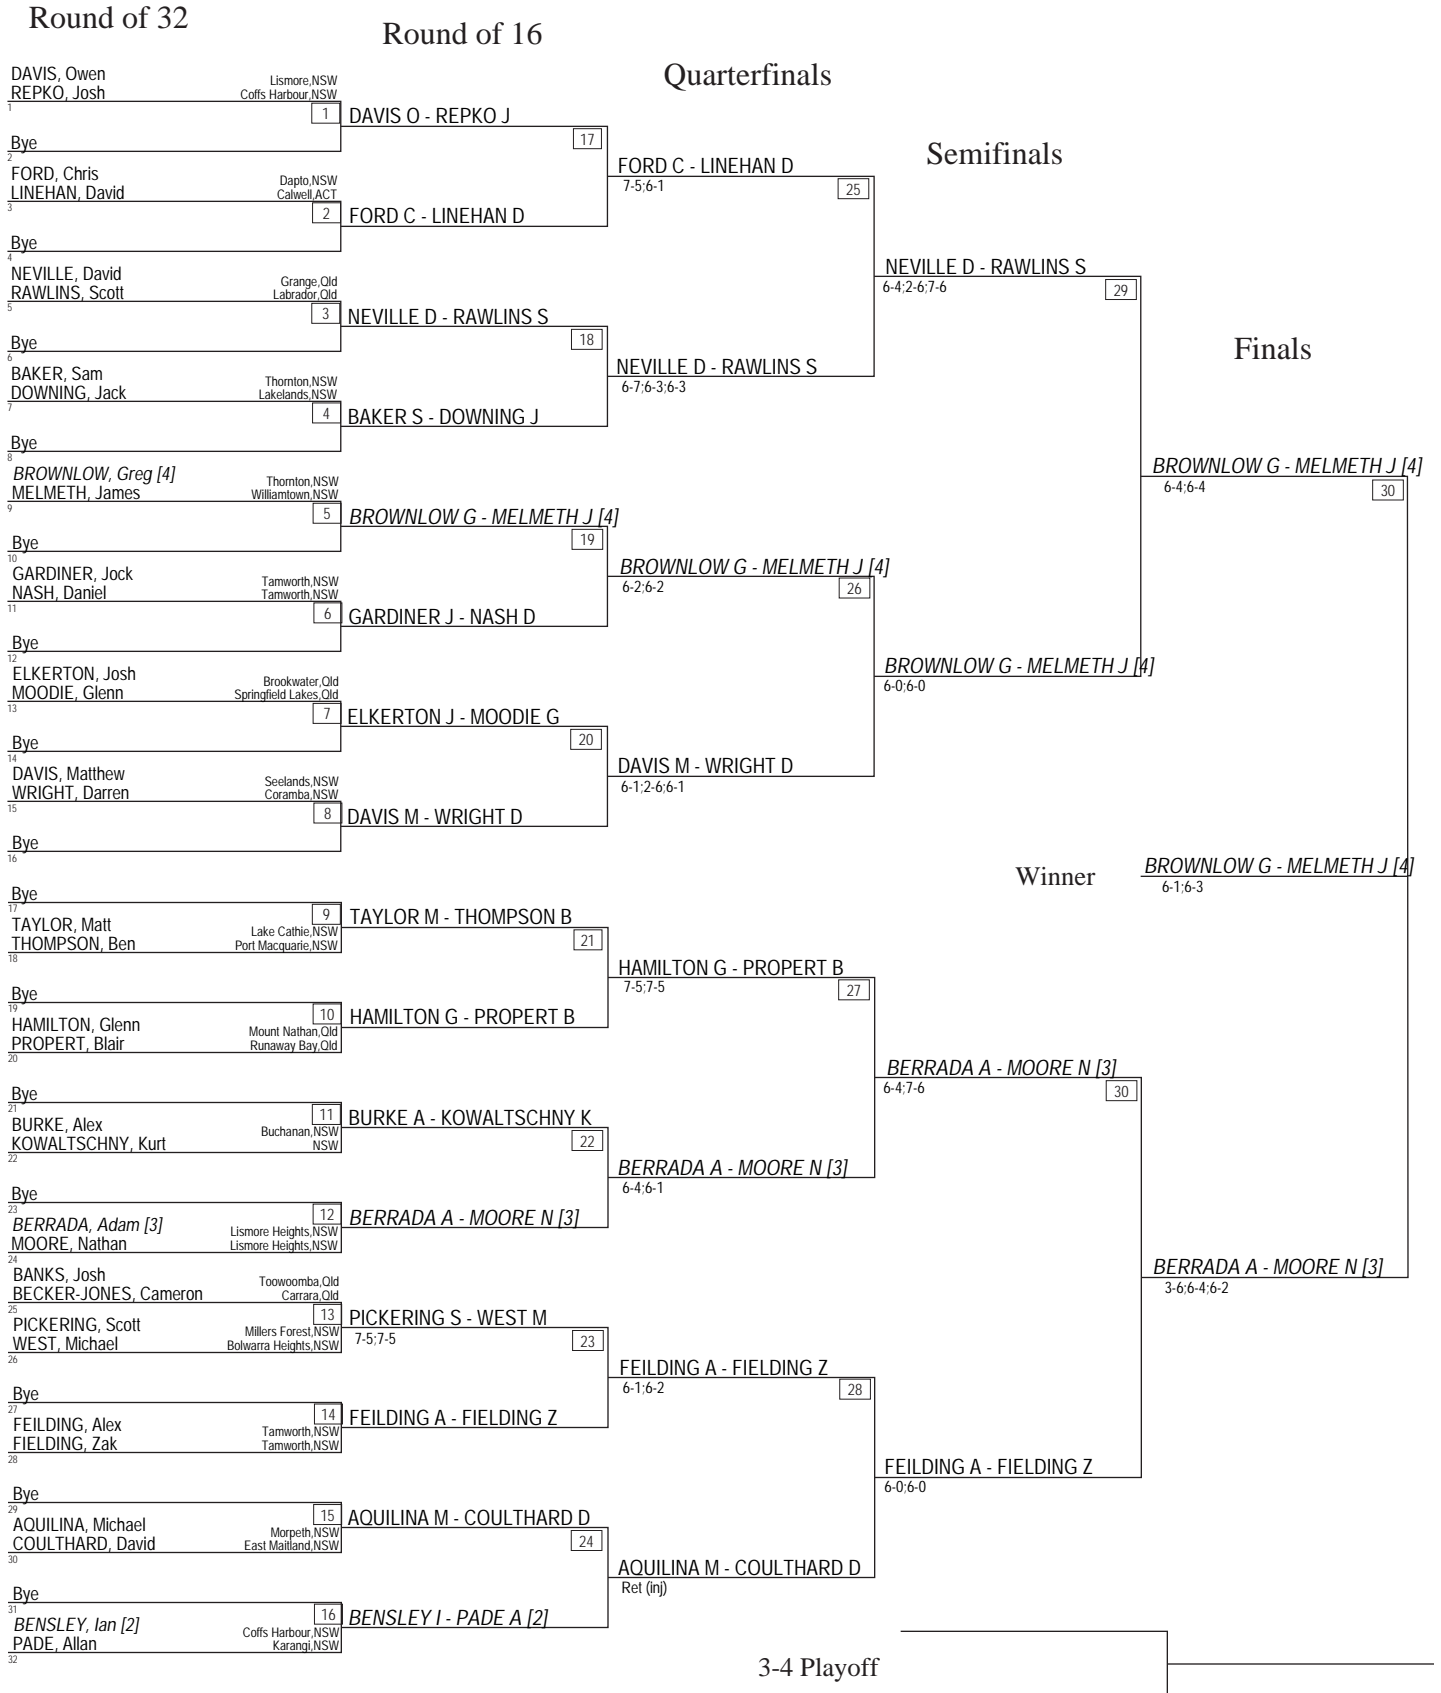 Round of 32
Round of 16
Quarterfinals
Semifinals
Finals
DAVIS, Owen
Lismore,NSW
REPKO, Josh
Coffs Harbour,NSW
1
1
Bye
2
FORD, Chris
Dapto,NSW
LINEHAN, David
Calwell,ACT
3
2
Bye
4
NEVILLE, David
Grange,Qld
RAWLINS, Scott
Labrador,Qld
5
3
Bye
6
BAKER, Sam
Thornton,NSW
DOWNING, Jack
Lakelands,NSW
7
4
Bye
8
BROWNLOW, Greg [4]
Thornton,NSW
MELMETH, James
Williamtown,NSW
9
5
Bye
10
GARDINER, Jock
Tamworth,NSW
NASH, Daniel
Tamworth,NSW
11
6
Bye
12
ELKERTON, Josh
Brookwater,Qld
MOODIE, Glenn
Springfield Lakes,Qld
13
7
Bye
14
DAVIS, Matthew
Seelands,NSW
WRIGHT, Darren
Coramba,NSW
15
8
Bye
16
Bye
17
9
TAYLOR, Matt
Lake Cathie,NSW
THOMPSON, Ben
Port Macquarie,NSW
18
Bye
19
10
HAMILTON, Glenn
Mount Nathan,Qld
PROPERT, Blair
Runaway Bay,Qld
20
Bye
21
11
BURKE, Alex
Buchanan,NSW
KOWALTSCHNY, Kurt
NSW
22
Bye
23
12
BERRADA, Adam [3]
Lismore Heights,NSW
MOORE, Nathan
Lismore Heights,NSW
24
BANKS, Josh
Toowoomba,Qld
BECKER-JONES, Cameron
Carrara,Qld
25
13
PICKERING, Scott
Millers Forest,NSW
WEST, Michael
Bolwarra Heights,NSW
26
Bye
27
14
FEILDING, Alex
Tamworth,NSW
FIELDING, Zak
Tamworth,NSW
28
Bye
29
15
AQUILINA, Michael
Morpeth,NSW
COULTHARD, David
East Maitland,NSW
30
Bye
31
16
BENSLEY, Ian [2]
Coffs Harbour,NSW
PADE, Allan
Karangi,NSW
32
DAVIS O - REPKO J
17
FORD C - LINEHAN D
NEVILLE D - RAWLINS S
18
BAKER S - DOWNING J
BROWNLOW G - MELMETH J [4]
19
GARDINER J - NASH D
ELKERTON J - MOODIE G
20
DAVIS M - WRIGHT D
TAYLOR M - THOMPSON B
21
HAMILTON G - PROPERT B
BURKE A - KOWALTSCHNY K
22
BERRADA A - MOORE N [3]
PICKERING S - WEST M
7-5;7-5
23
FEILDING A - FIELDING Z
AQUILINA M - COULTHARD D
24
BENSLEY I - PADE A [2]
FORD C - LINEHAN D
7-5;6-1
25
NEVILLE D - RAWLINS S
6-7;6-3;6-3
BROWNLOW G - MELMETH J [4]
6-2;6-2
26
DAVIS M - WRIGHT D
6-1;2-6;6-1
HAMILTON G - PROPERT B
7-5;7-5
27
BERRADA A - MOORE N [3]
6-4;6-1
FEILDING A - FIELDING Z
6-1;6-2
28
AQUILINA M - COULTHARD D
Ret (inj)
NEVILLE D - RAWLINS S
6-4;2-6;7-6
29
BROWNLOW G - MELMETH J [4]
6-0;6-0
BERRADA A - MOORE N [3]
6-4;7-6
30
FEILDING A - FIELDING Z
6-0;6-0
BROWNLOW G - MELMETH J [4]
6-4;6-4
30
Winner
BROWNLOW G - MELMETH J [4]
6-1;6-3
BERRADA A - MOORE N [3]
3-6;6-4;6-2
3-4 Playoff